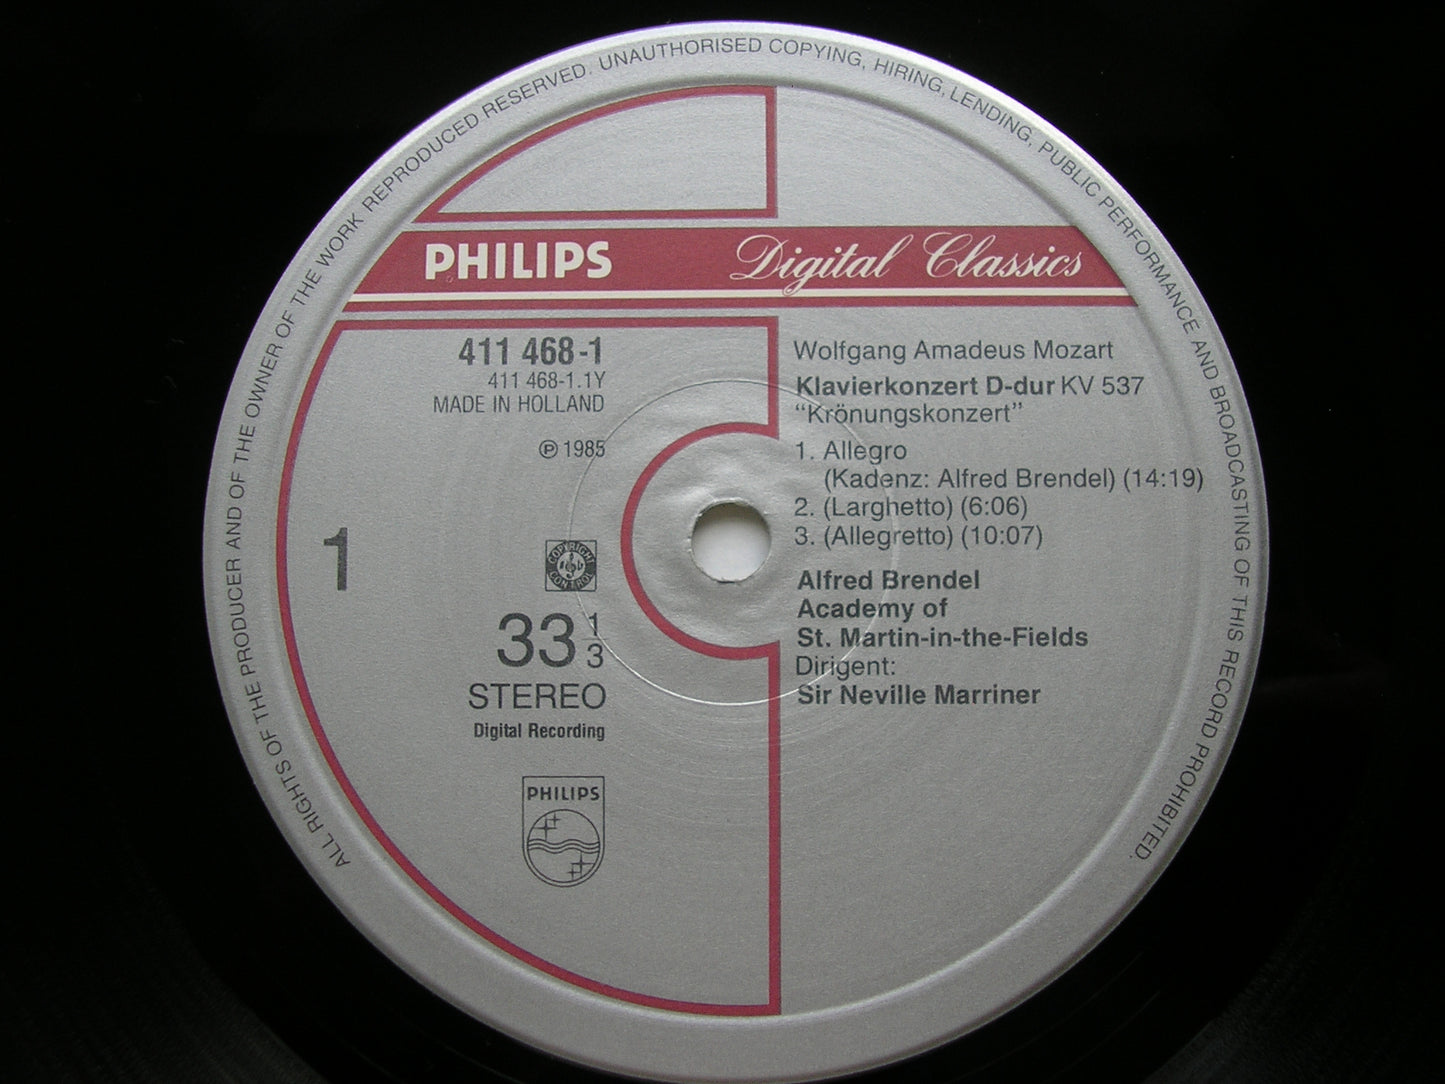 ALL RIGHTS OF THE PRODUCER AND OF THE OWNER OF THE WORK REPRODUCED RESERVED. UNAUTHORISED COPYING, HIRING, LENDING, PUBLIC PERFORMANCE AND BROADCASTING OF THIS RECORD PROHIBITED.
PHILIPS
Digital Classics
411 468-1
411 468-1.1Y
MADE IN HOLLAND
℗ 1985
1
COPYRIGHT
CONTROL
33 1/3
STEREO
Digital Recording
PHILIPS
Wolfgang Amadeus Mozart
Klavierkonzert D-dur KV 537
“Krönungskonzert”
1. Allegro
(Kadenz: Alfred Brendel) (14:19)
2. (Larghetto) (6:06)
3. (Allegretto) (10:07)
Alfred Brendel
Academy of
St. Martin-in-the-Fields
Dirigent:
Sir Neville Marriner